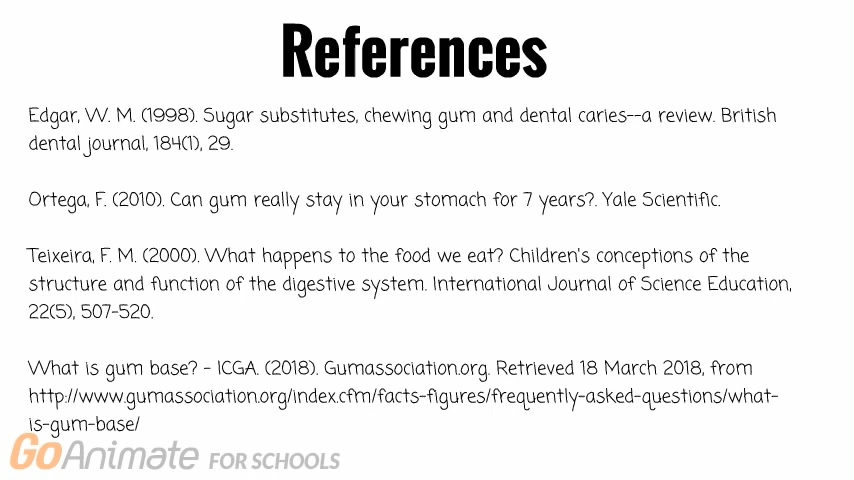 References
Edgar, W. M. (1998). Sugar substitutes, chewing gum and dental caries--a review. British
dental journal, 184(1), 29.
Ortega, F. (2010). Can gum really stay in your stomach for 7 years?. Yale Scientific.
Teixeira, F. M. (2000). What happens to the food we eat? Children's conceptions of the
structure and function of the digestive system. International Journal of Science Education,
22(5), 507-520.
What is gum base? - ICGA. (2018). Gumassociation.org. Retrieved 18 March 2018, from
http://www.gumassociation.org/index.cfm/facts-figures/frequently-asked-questions/what-
is-gum-base/
GoAnimate FOR SCHOOLS